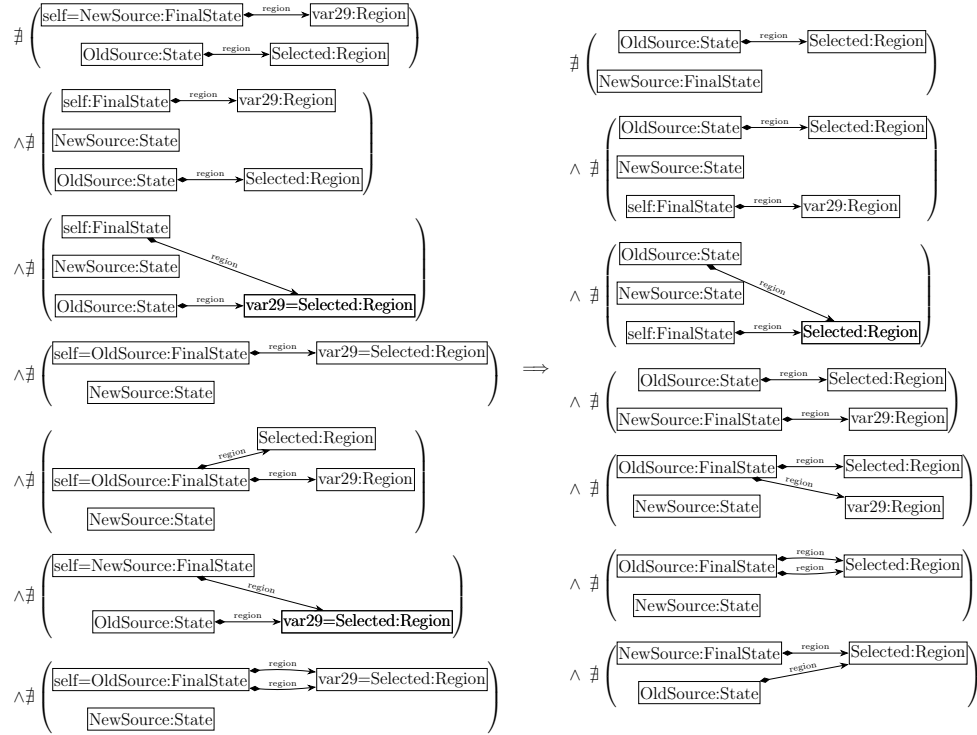 ∄ self=NewSource:FinalState region var29:Region
OldSource:State region Selected:Region
∧∄ self:FinalState region var29:Region
NewSource:State
OldSource:State region Selected:Region
∧∄ self:FinalState
region
NewSource:State
OldSource:State region var29=Selected:Region
∧∄ self=OldSource:FinalState region var29=Selected:Region
NewSource:State
Selected:Region
region
∧∄ self=OldSource:FinalState region var29:Region
NewSource:State
∧∄ self=NewSource:FinalState
region
OldSource:State region var29=Selected:Region
∧∄ self=OldSource:FinalState region region var29=Selected:Region
NewSource:State
⟹
∄ OldSource:State region Selected:Region
NewSource:FinalState
∧ ∄ OldSource:State region Selected:Region
NewSource:State
self:FinalState region var29:Region
∧ ∄ OldSource:State
region
NewSource:State
self:FinalState region Selected:Region
∧ ∄ OldSource:State region Selected:Region
NewSource:FinalState region var29:Region
∧ ∄ OldSource:FinalState region Selected:Region
region
NewSource:State var29:Region
∧ ∄ OldSource:FinalState region region Selected:Region
NewSource:State
∧ ∄ NewSource:FinalState region Selected:Region
region
OldSource:State